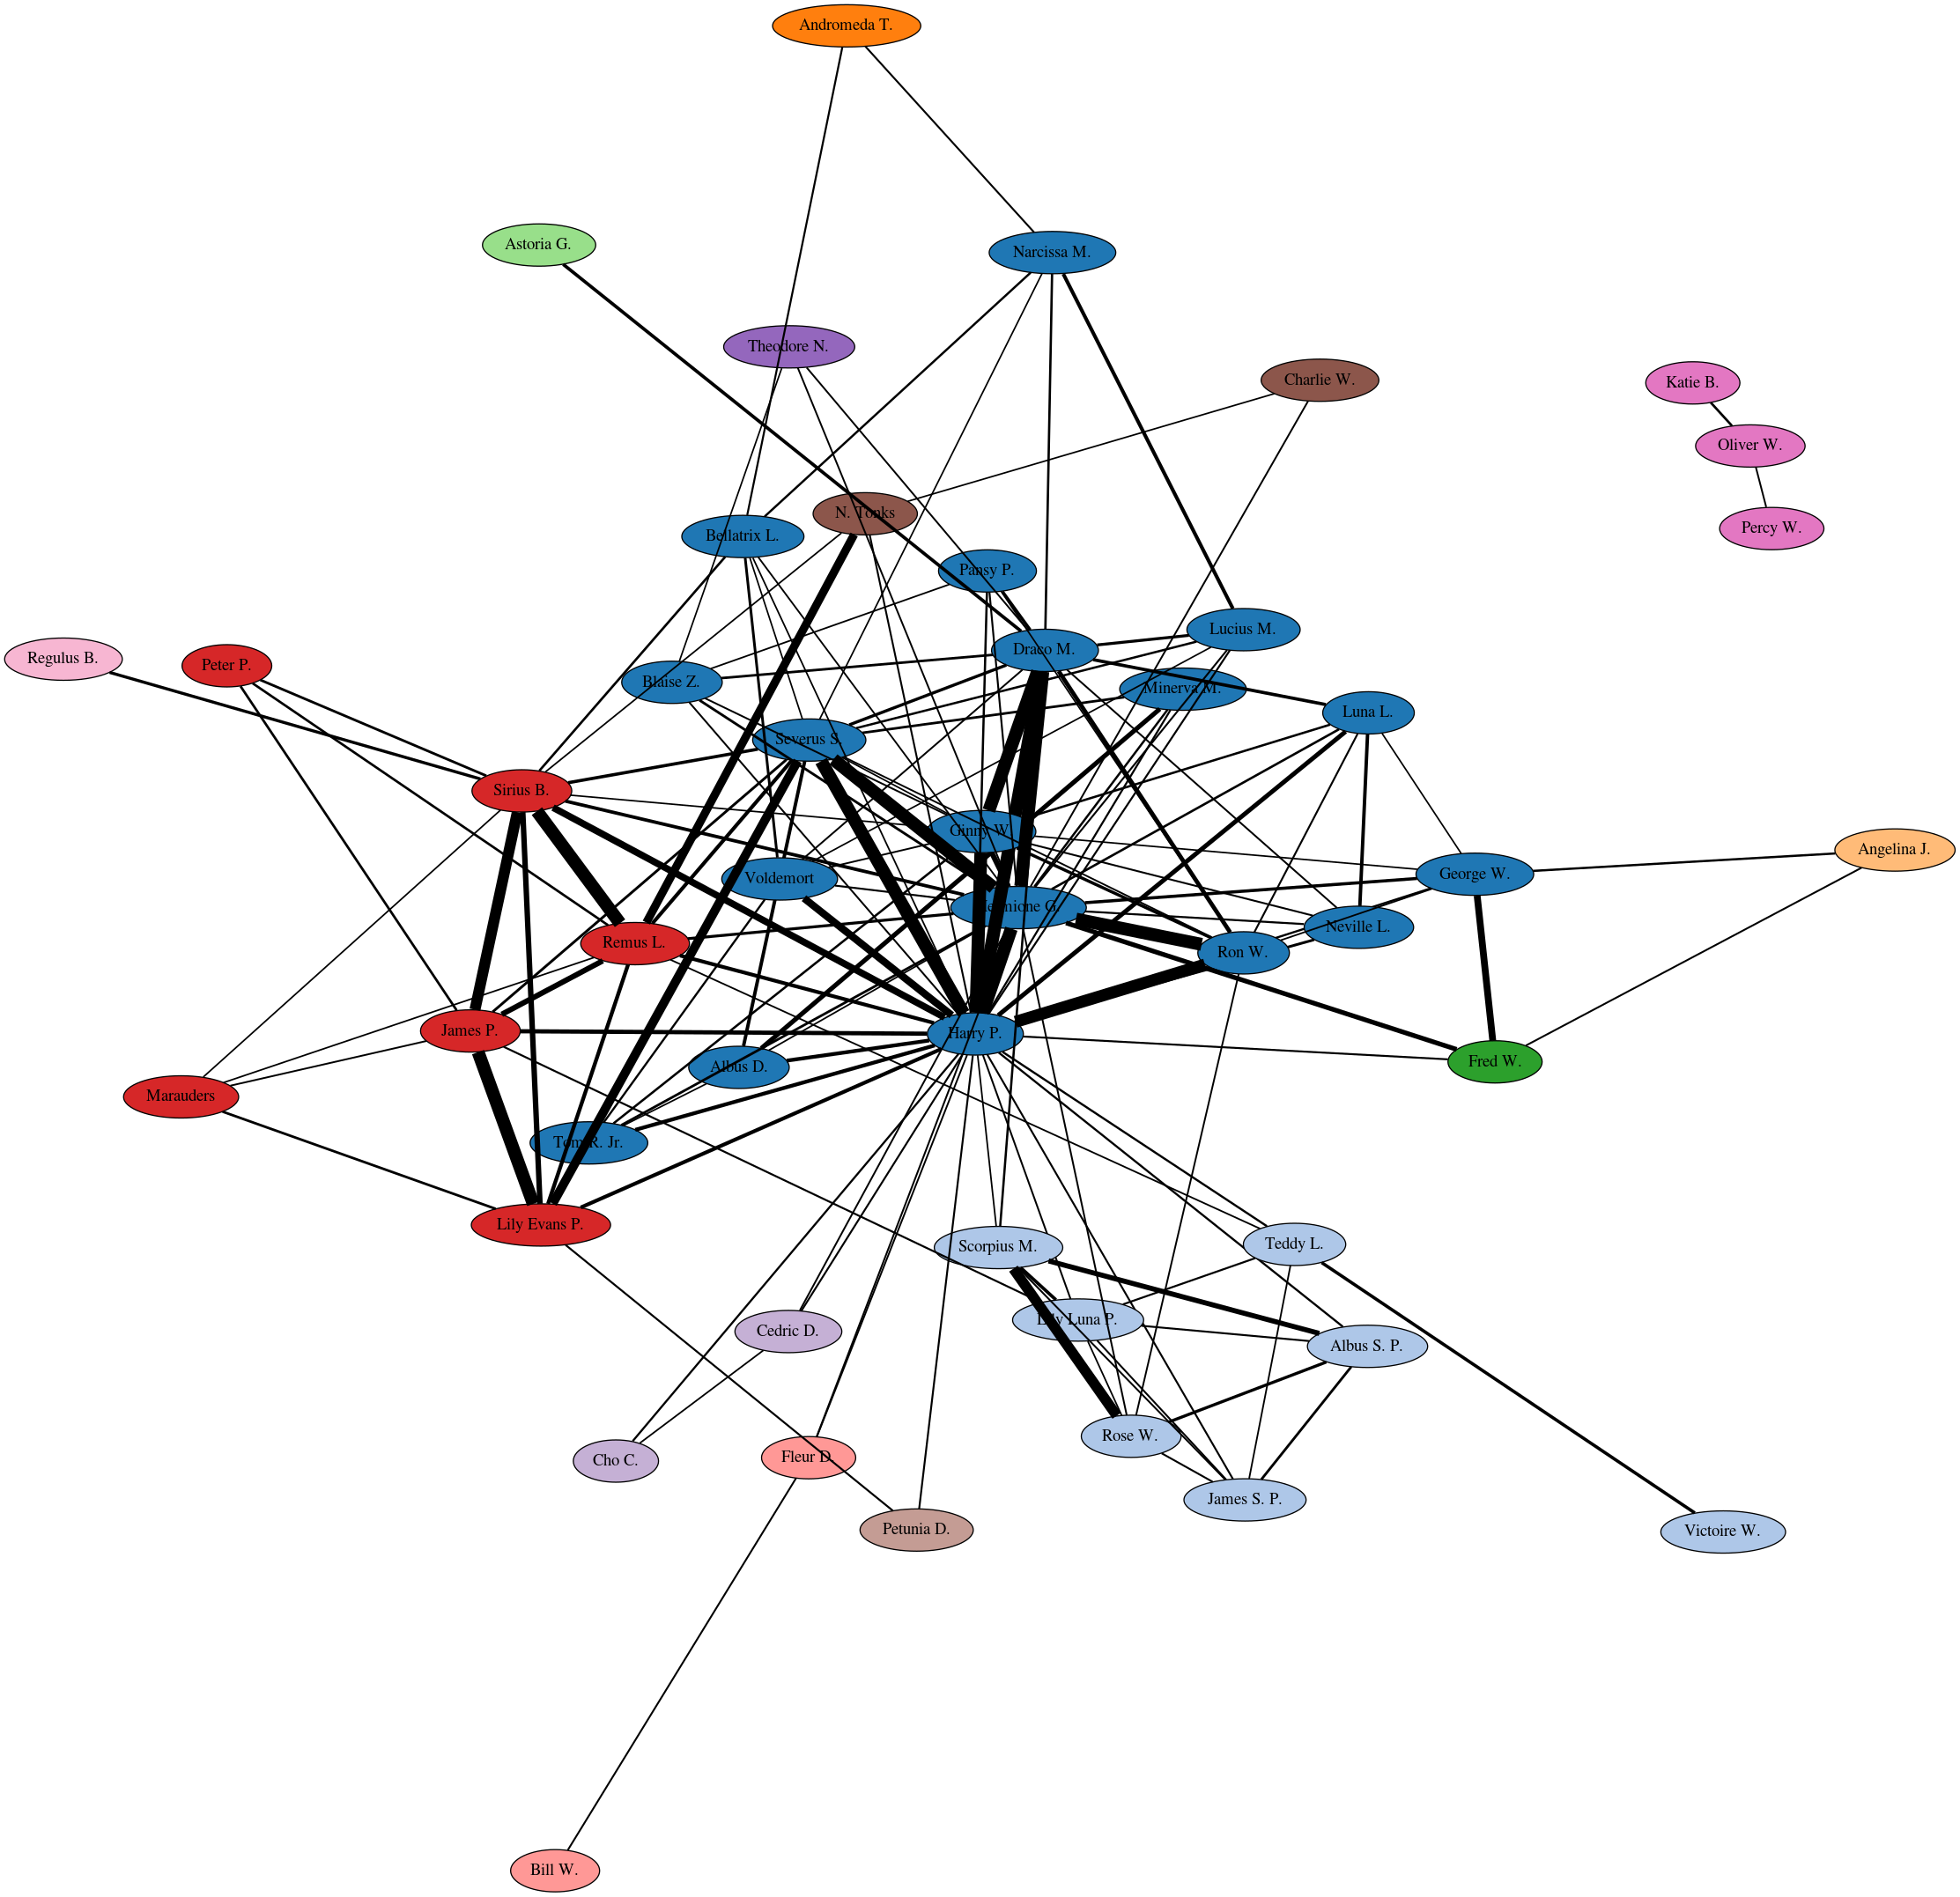 Andromeda T.
Astoria G.
Narcissa M.
Theodore N.
Charlie W.
Katie B.
Oliver W.
N. Tonks
Percy W.
Bellatrix L.
Pansy P.
Lucius M.
Draco M.
Regulus B.
Peter P.
Blaise Z.
Minerva M.
Luna L.
Severus S.
Sirius B.
Ginny W.
Angelina J.
Voldemort
George W.
Hermione G.
Neville L.
Remus L.
Ron W.
James P.
Harry P.
Fred W.
Albus D.
Marauders
Tom R. Jr.
Lily Evans P.
Scorpius M.
Teddy L.
Lily Luna P.
Cedric D.
Albus S. P.
Rose W.
Cho C.
Fleur D.
James S. P.
Petunia D.
Victoire W.
Bill W.